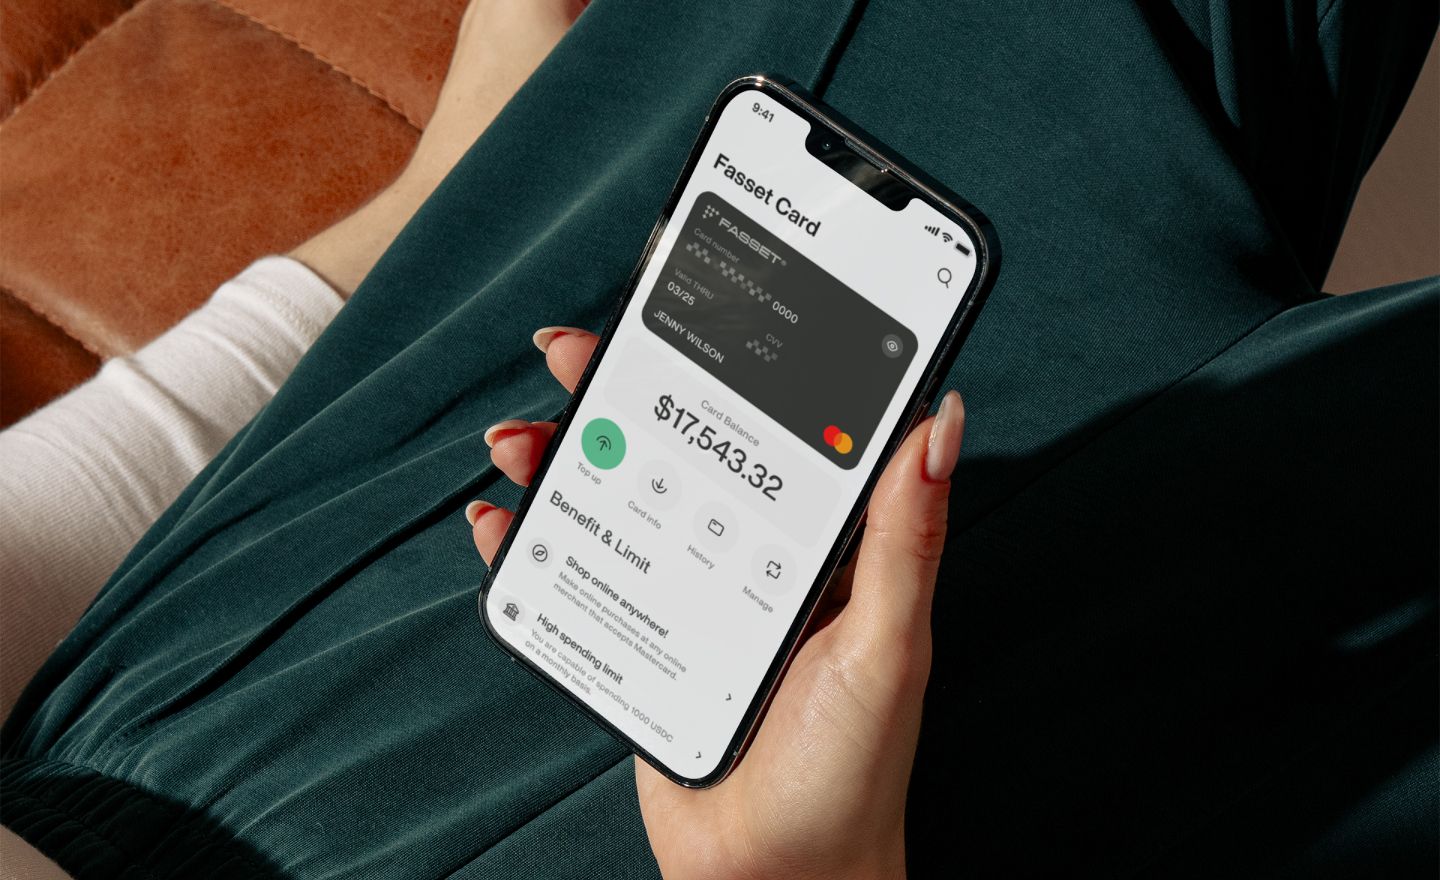 9:41
Fasset Card
FASSET®
Card number
0000
Valid THRU
03/25
CVV
JENNY WILSON
Card Balance
$17,543.32
Top up
Card info
History
Manage
Benefit & Limit
Shop online anywhere!
Make online purchases at any online
merchant that accepts Mastercard.
High spending limit
You are capable of spending 1000 USDC
on a monthly basis.